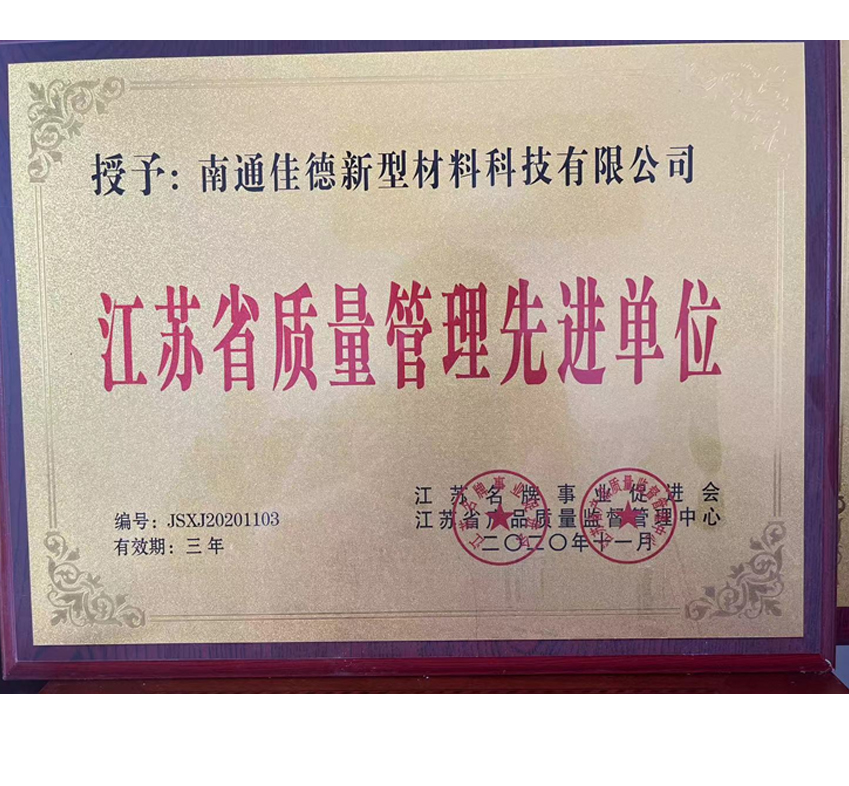 授予：南通佳德新型材料科技有限公司
江苏省质量管理先进单位
编号：JSXJ20201103
有效期：三年
江苏名牌事业促进会
江苏省产品质量监督管理中心
二〇二〇年十一月